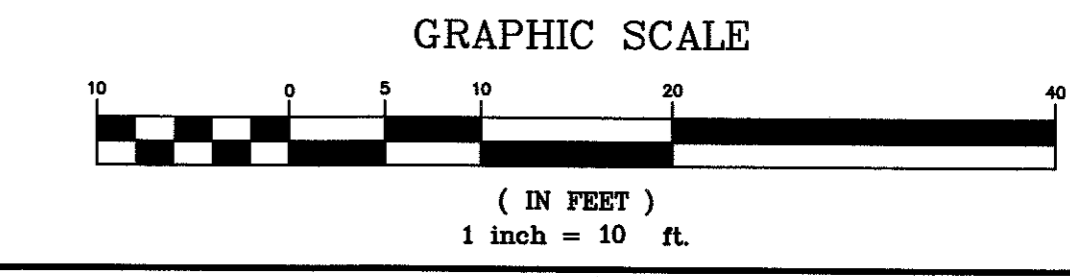 GRAPHIC SCALE
10 0 5 10 20 40
( IN FEET )
1 inch = 10 ft.